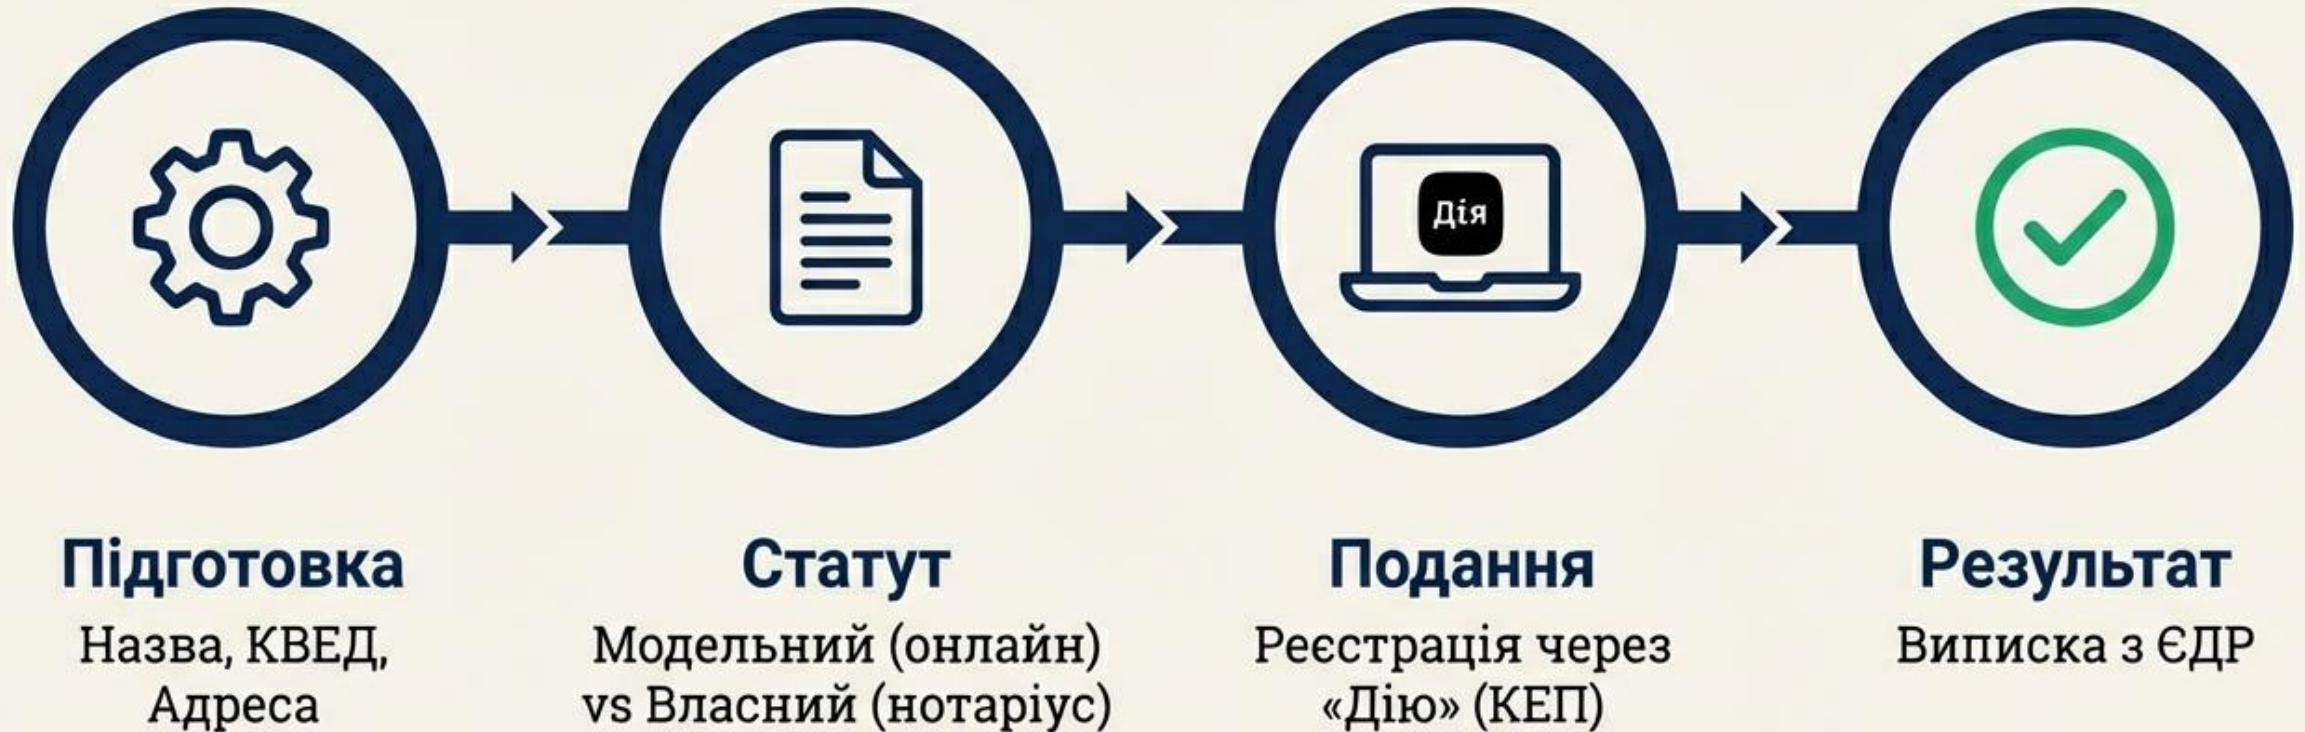 Дія
Підготовка
Назва, КВЕД,
Адреса
Статут
Модельний (онлайн)
vs Власний (нотаріус)
Подання
Реєстрація через
«Дію» (КЕП)
Результат
Виписка з ЄДР